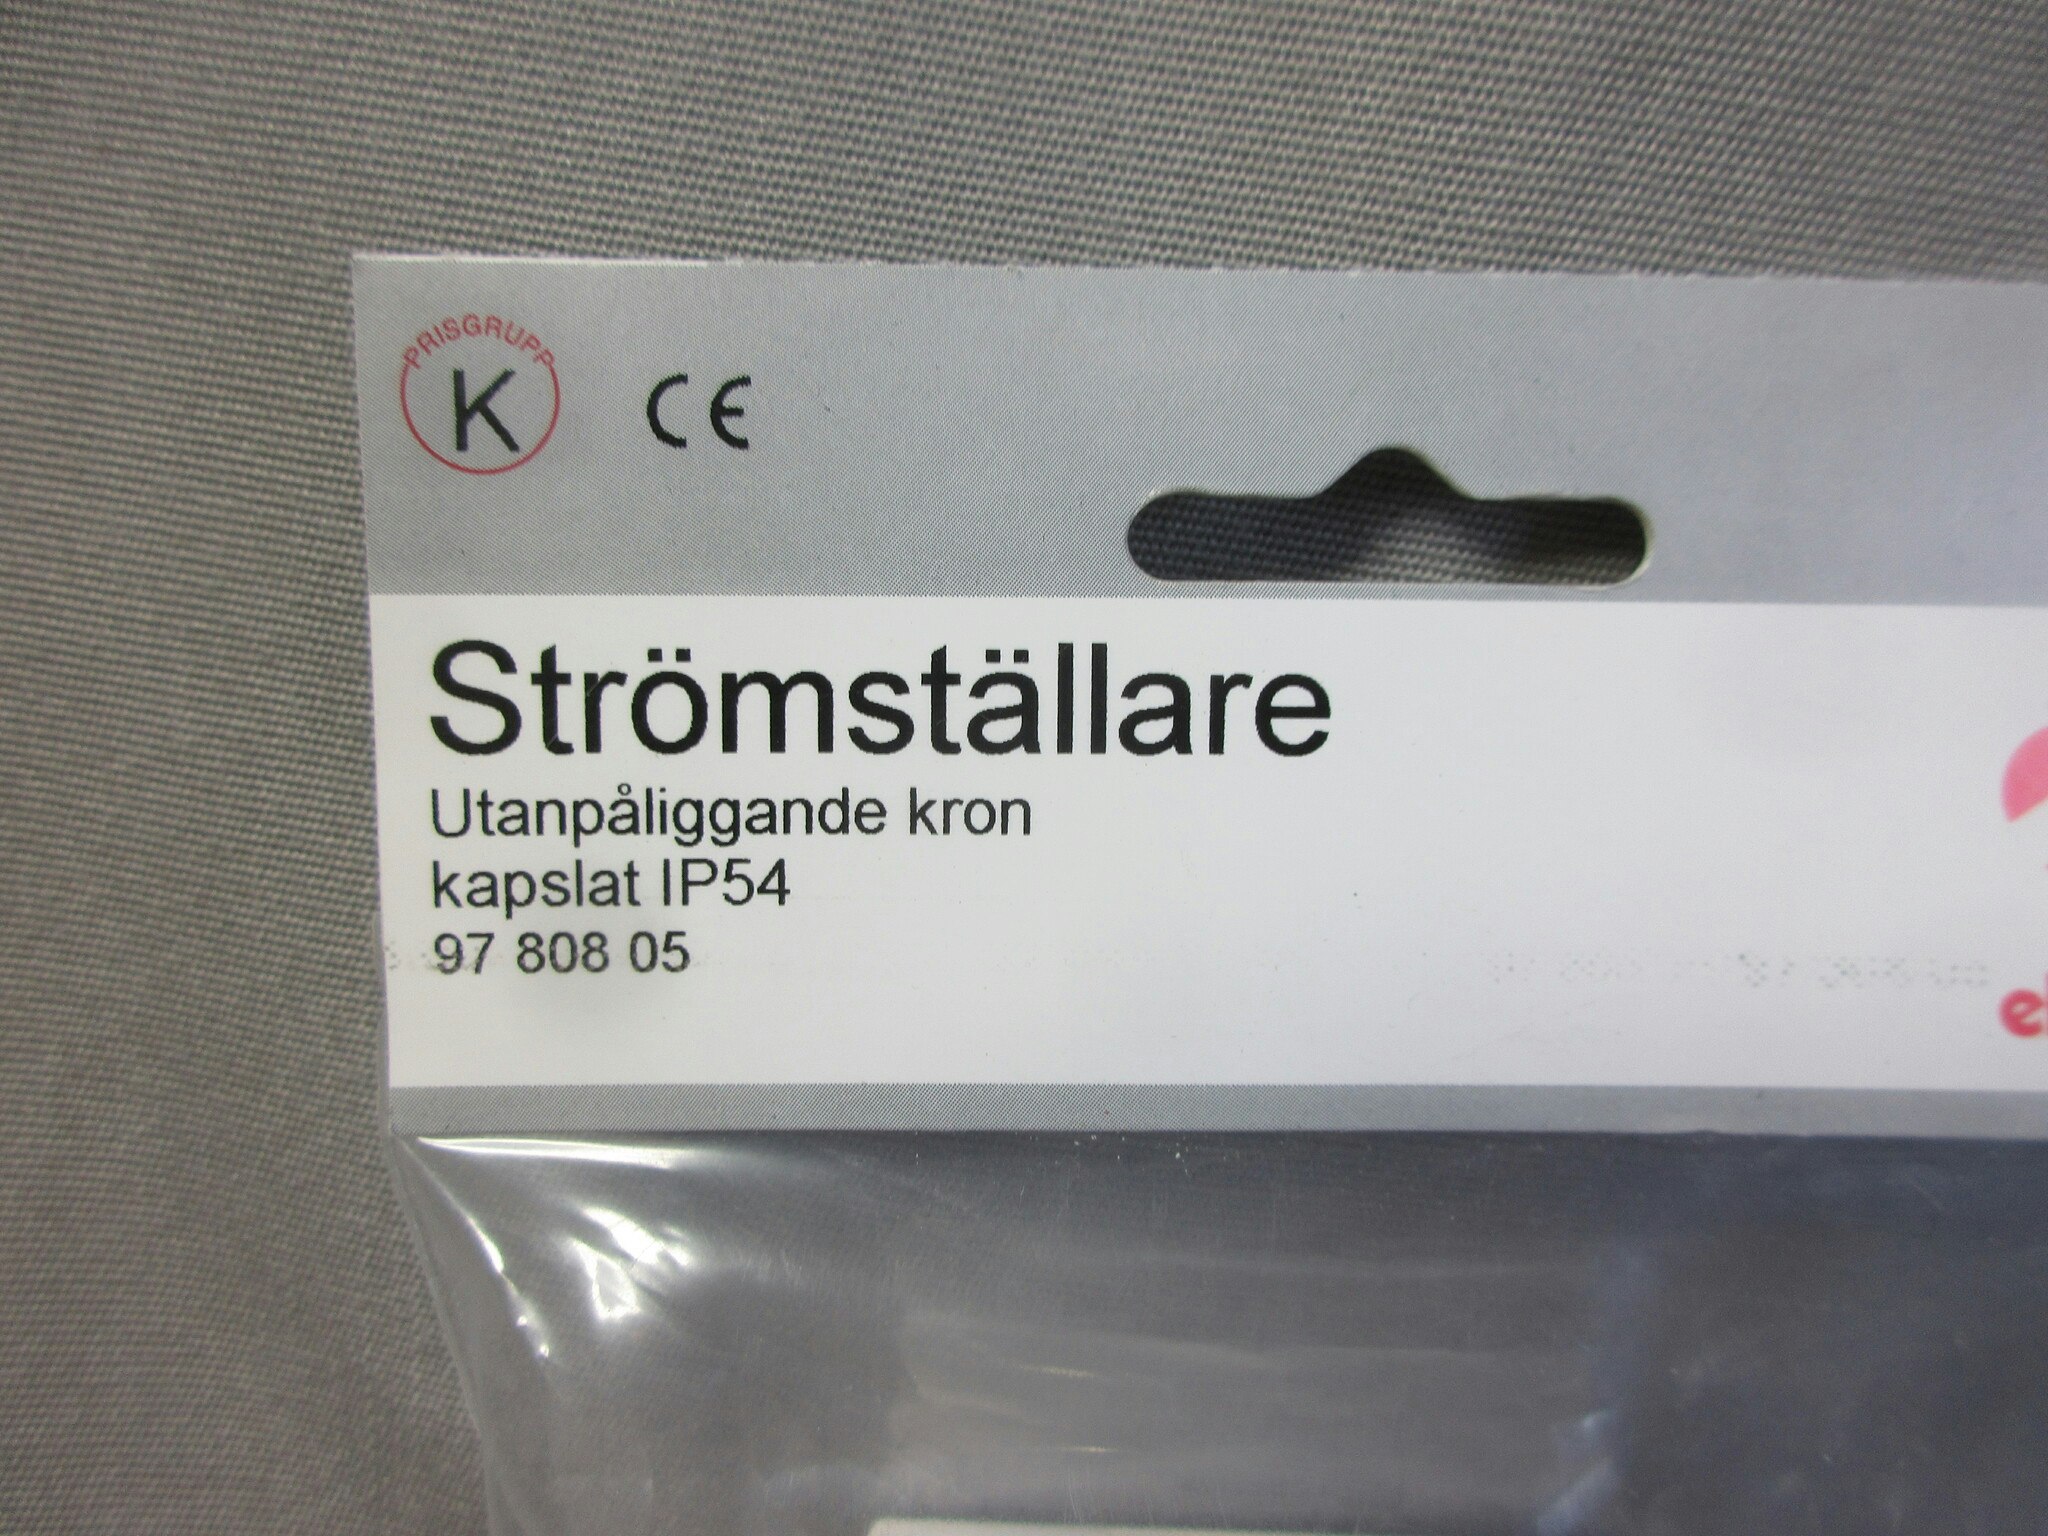 PRISGRUPP
K
CE
Strömställare
Utanpåliggande kron
kapslat IP54
97 808 05